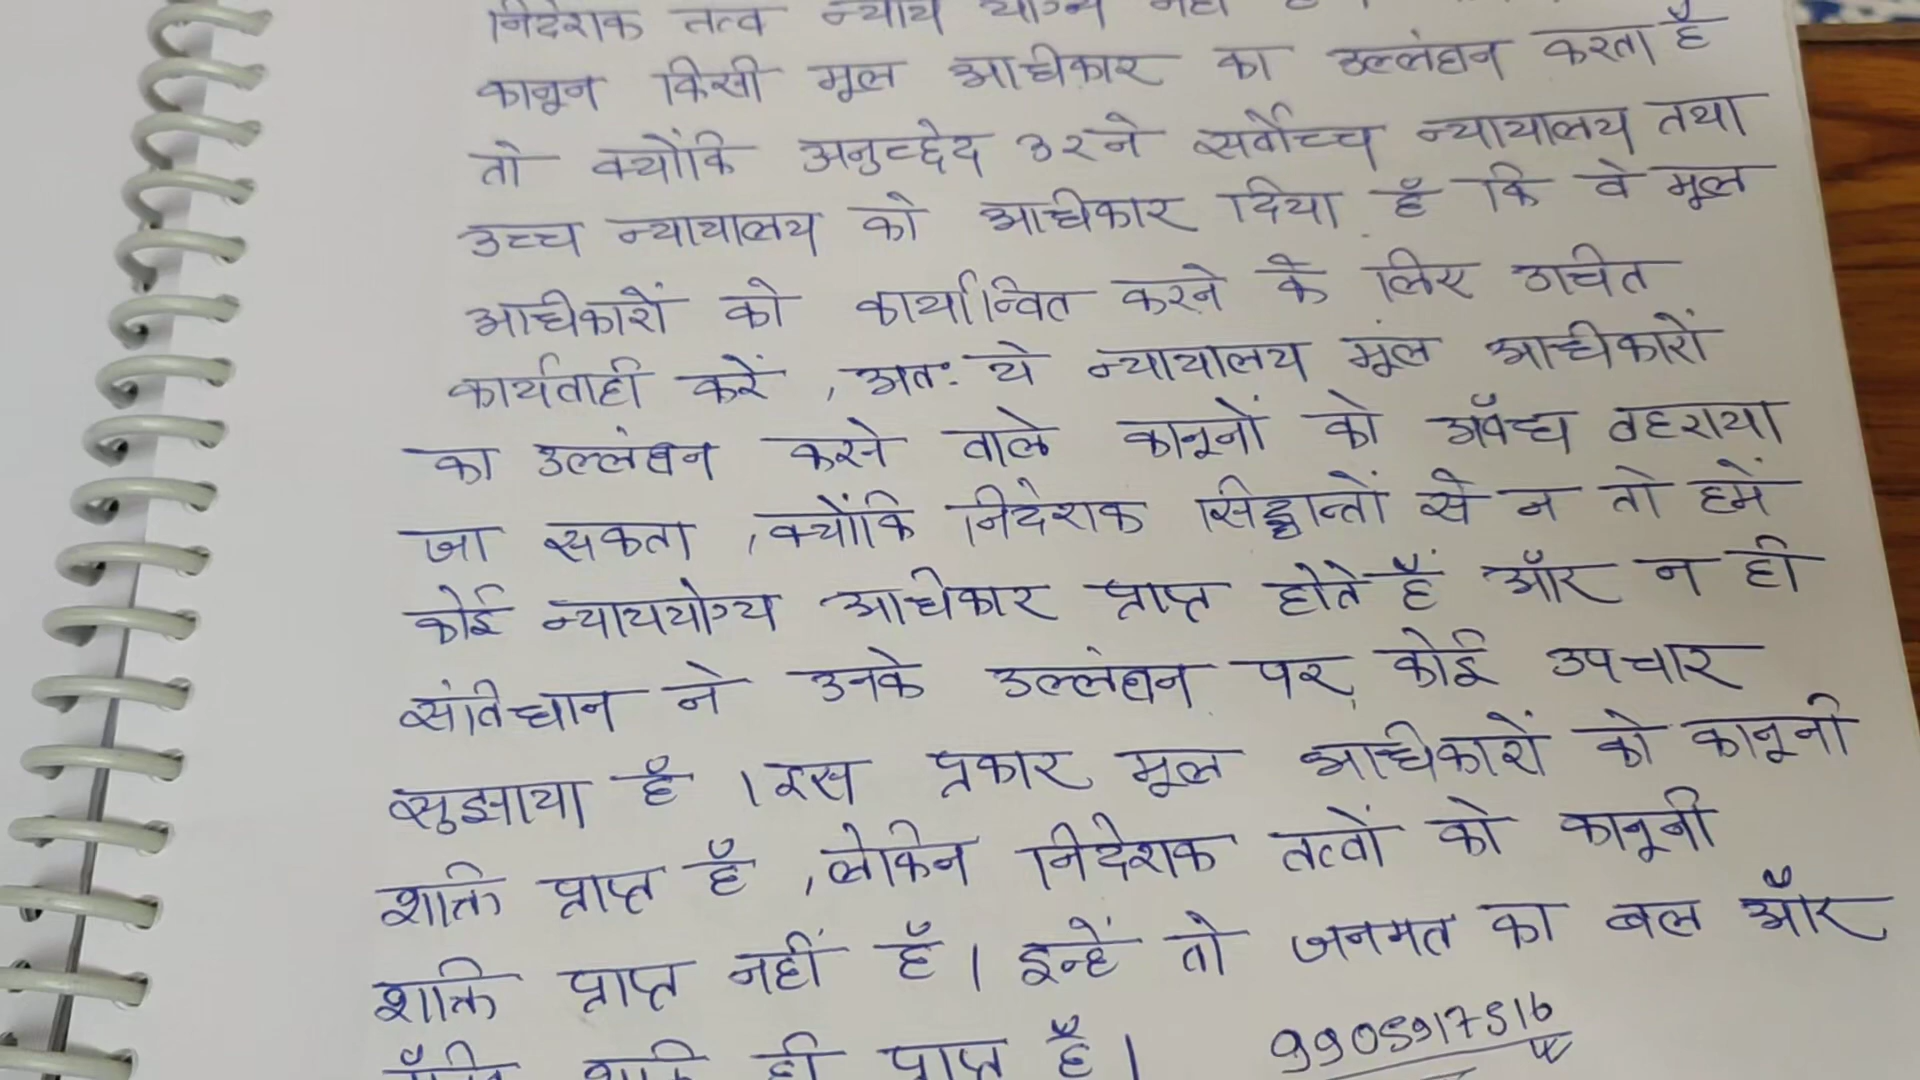 निदेशक तत्व न्याय योग्य नहीं
कानून किसी मूल अधिकार का उल्लंघन करता है
तो क्योंकि अनुच्छेद 32ने सर्वोच्च न्यायालय तथा
उच्च न्यायालय को अधिकार दिया है कि वे मूल
अधिकारों को कार्यान्वित करने के लिए उचित
कार्यवाही करें , अतः ये न्यायालय मूल अधिकारों
का उल्लंघन करने वाले कानूनों को अवैध ठहराया
जा सकता , क्योंकि निदेशक सिद्धान्तों से न तो हमें
कोई न्याययोग्य अधिकार प्राप्त होते हैं और न ही
संविधान ने उनके उल्लंघन पर कोई उपचार
सुझाया है । इस प्रकार मूल अधिकारों को कानूनी
शक्ति प्राप्त है , लेकिन निदेशक तत्वों को कानूनी
शक्ति प्राप्त नहीं है । इन्हें तो जनमत का बल और
शक्ति ही प्राप्त है ।
9905917516